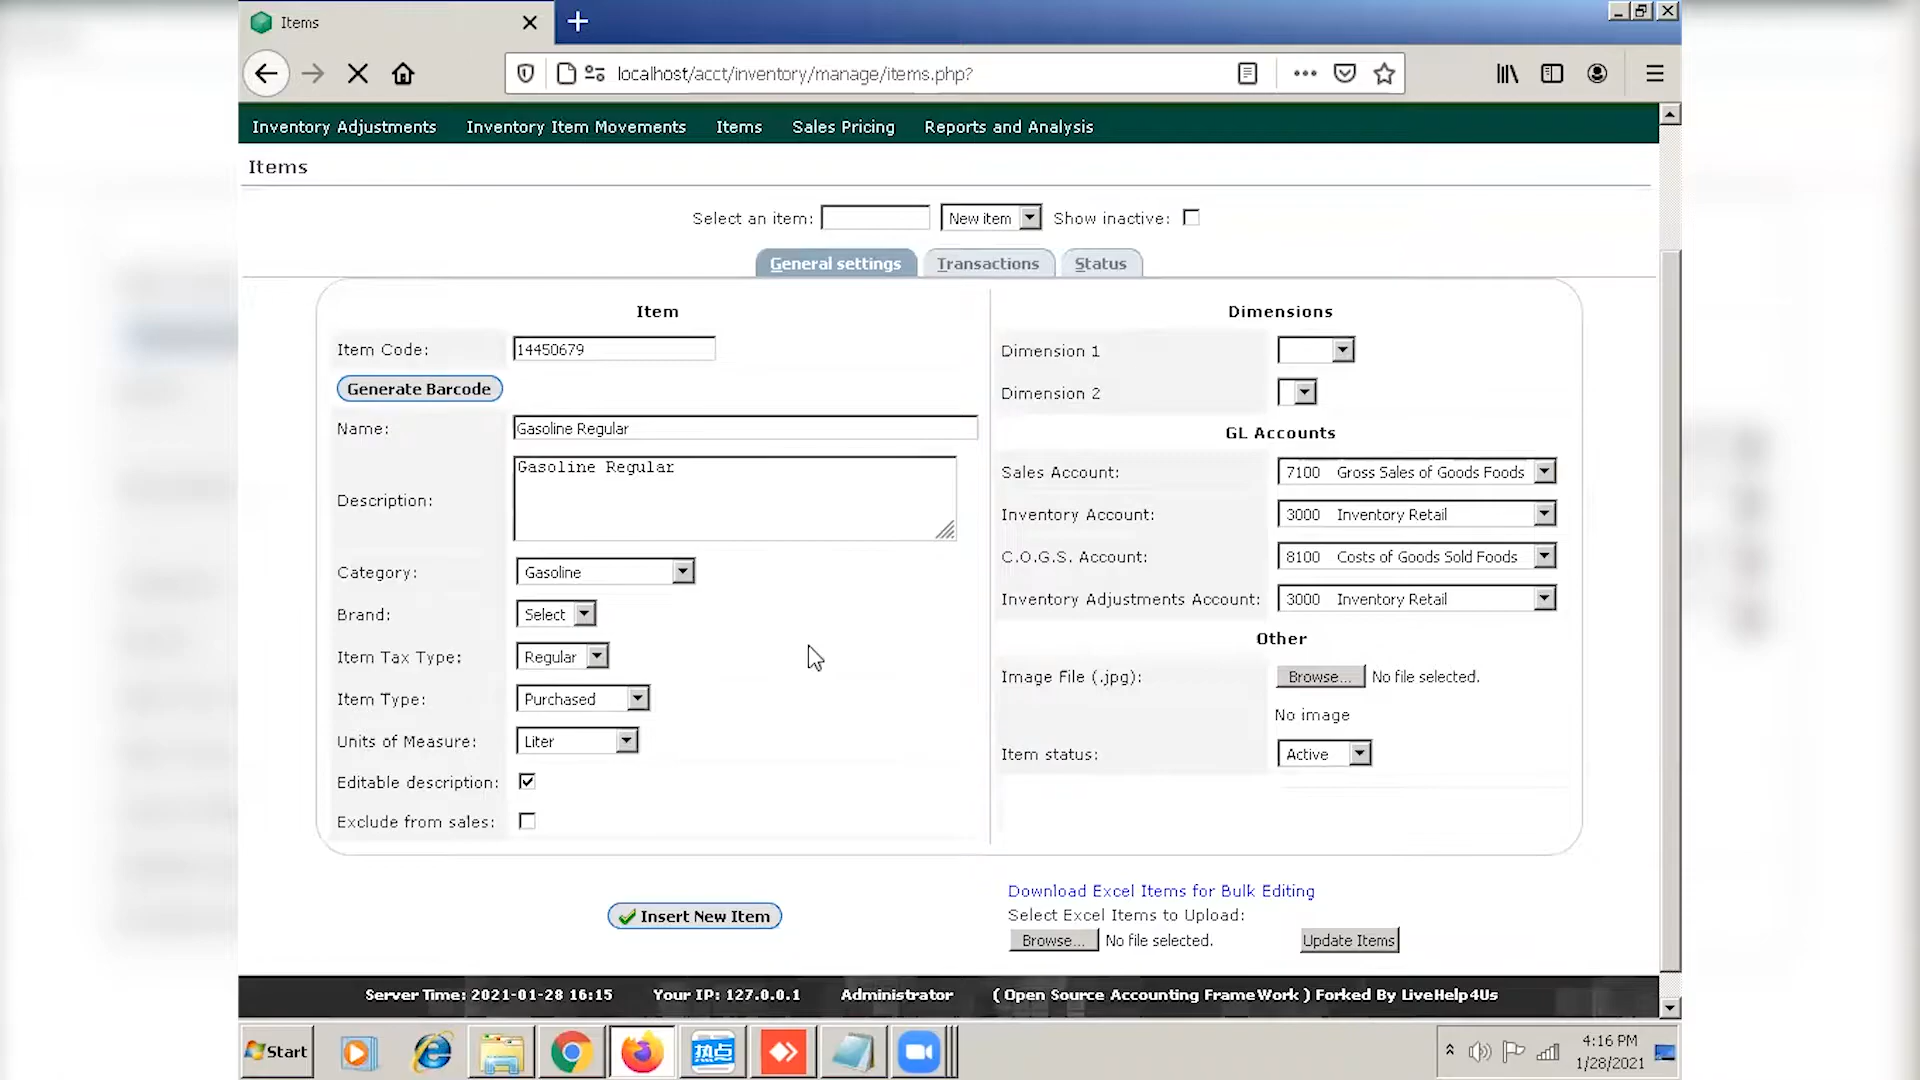 Items
localhost/acct/inventory/manage/items.php?
Inventory Adjustments Inventory Item Movements Items Sales Pricing Reports and Analysis
Items
Select an item: New item Show inactive:
General settings Transactions Status
Item
Item Code: 14450679
Generate Barcode
Name: Gasoline Regular
Description: Gasoline Regular
Category: Gasoline
Brand: Select
Item Tax Type: Regular
Item Type: Purchased
Units of Measure: Liter
Editable description:
Exclude from sales:
Dimensions
Dimension 1
Dimension 2
GL Accounts
Sales Account: 7100 Gross Sales of Goods Foods
Inventory Account: 3000 Inventory Retail
C.O.G.S. Account: 8100 Costs of Goods Sold Foods
Inventory Adjustments Account: 3000 Inventory Retail
Other
Image File (.jpg): Browse... No file selected.
No image
Item status: Active
Insert New Item
Download Excel Items for Bulk Editing
Select Excel Items to Upload:
Browse... No file selected. Update Items
Server Time: 2021-01-28 16:15 Your IP: 127.0.0.1 Administrator ( Open Source Accounting FrameWork ) Forked By LiveHelp4Us
Start 热点 4:16 PM
1/28/2021